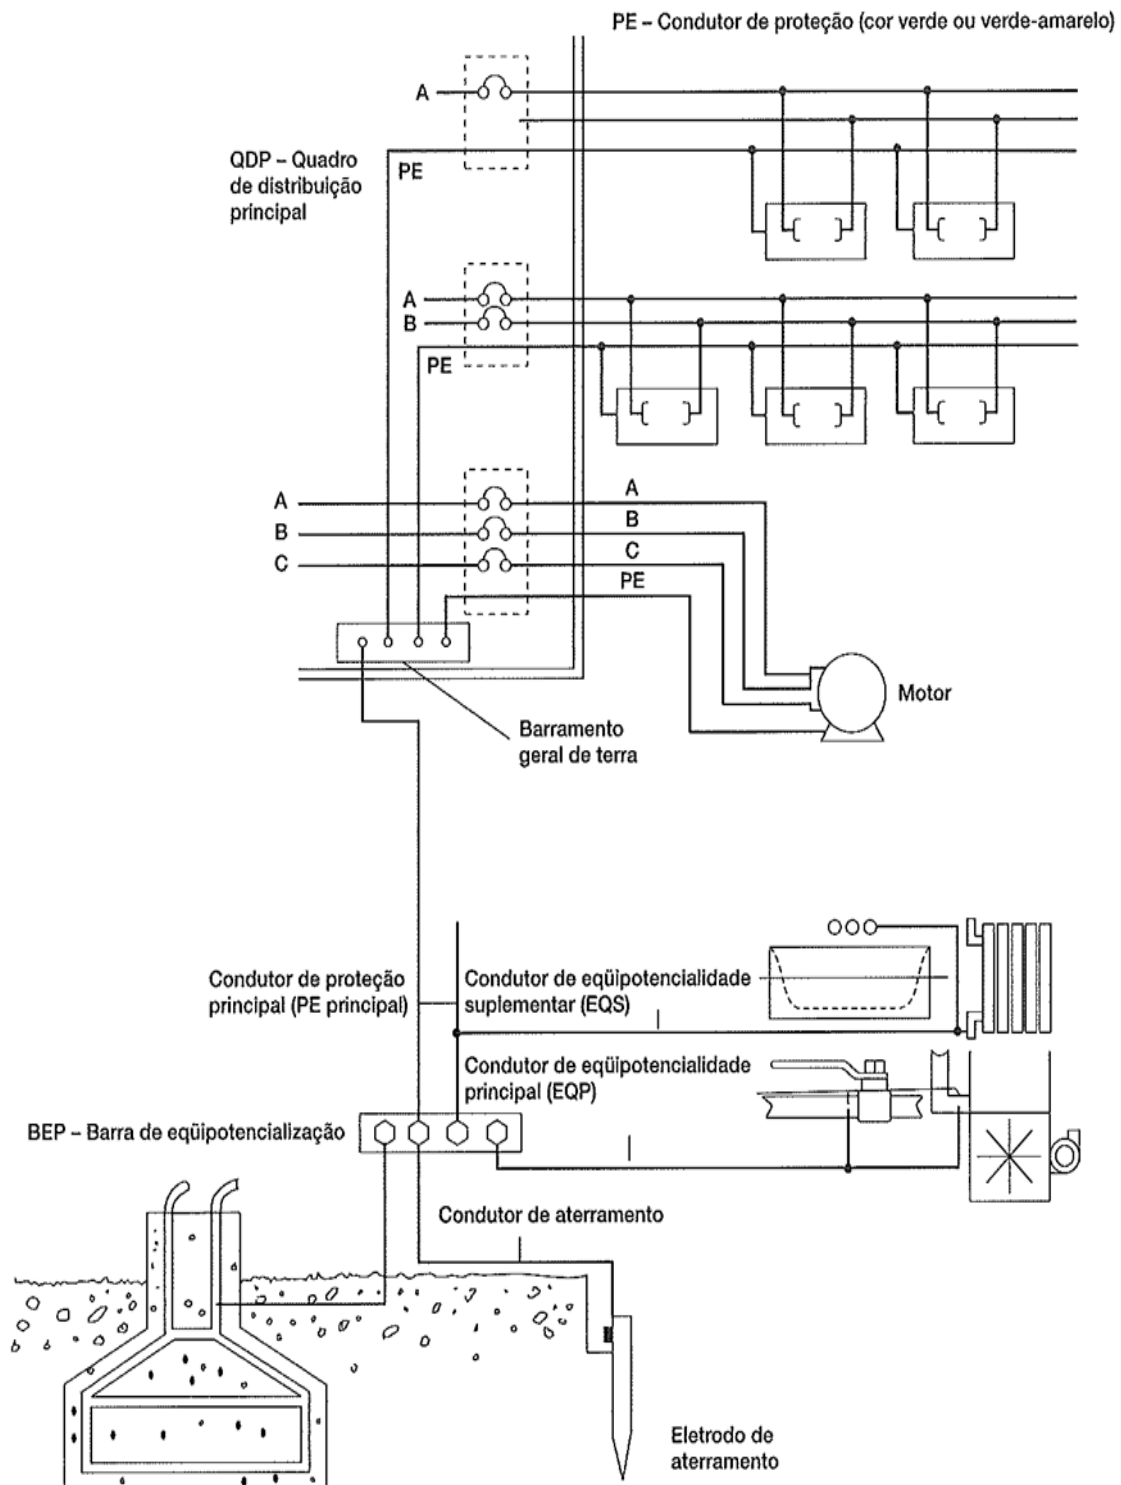 PE – Condutor de proteção (cor verde ou verde-amarelo)
A
QDP – Quadro
de distribuição
principal
PE
A
B
PE
A
B
C
A
B
C
PE
Motor
Barramento
geral de terra
Condutor de proteção
principal (PE principal)
Condutor de eqüipotencialidade
suplementar (EQS)
Condutor de eqüipotencialidade
principal (EQP)
BEP – Barra de eqüipotencialização
Condutor de aterramento
Eletrodo de
aterramento